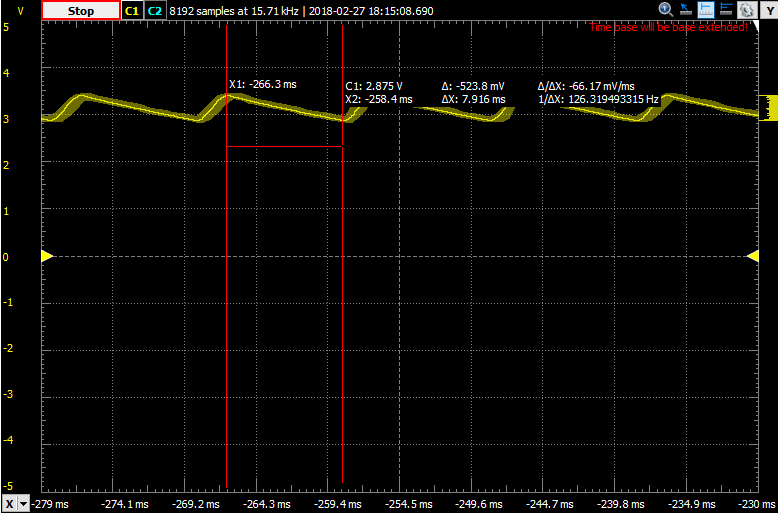 V Stop C1 C2 8192 samples at 15.71 kHz | 2018-02-27 18:15:08.690 Y
time base will be base extended!
5
4
X1: -266.3 ms C1: 2.875 V Δ: -523.8 mV Δ/ΔX: -66.17 mV/ms
X2: -258.4 ms ΔX: 7.916 ms 1/ΔX: 126.319493315 Hz
3
2
1
0
-1
-2
-3
-4
-5
X -279 ms -274.1 ms -269.2 ms -264.3 ms -259.4 ms -254.5 ms -249.6 ms -244.7 ms -239.8 ms -234.9 ms -230 ms